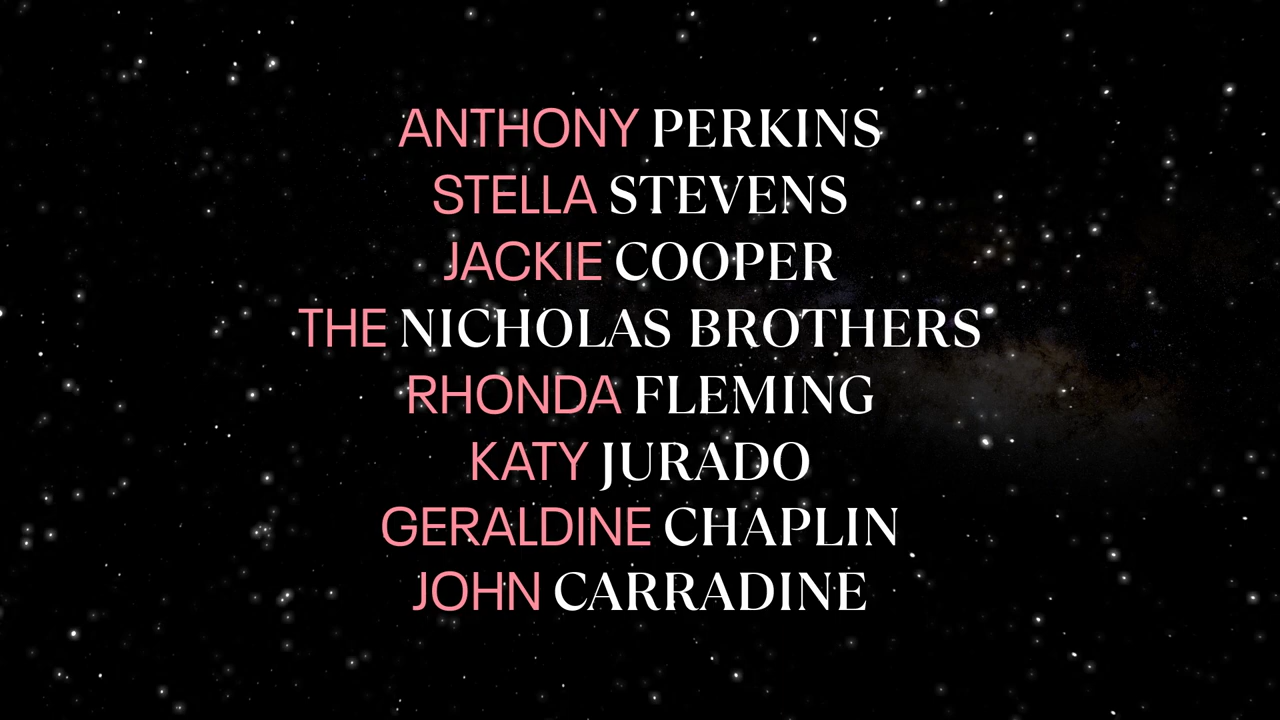 ANTHONY PERKINS
STELLA STEVENS
JACKIE COOPER
THE NICHOLAS BROTHERS
RHONDA FLEMING
KATY JURADO
GERALDINE CHAPLIN
JOHN CARRADINE